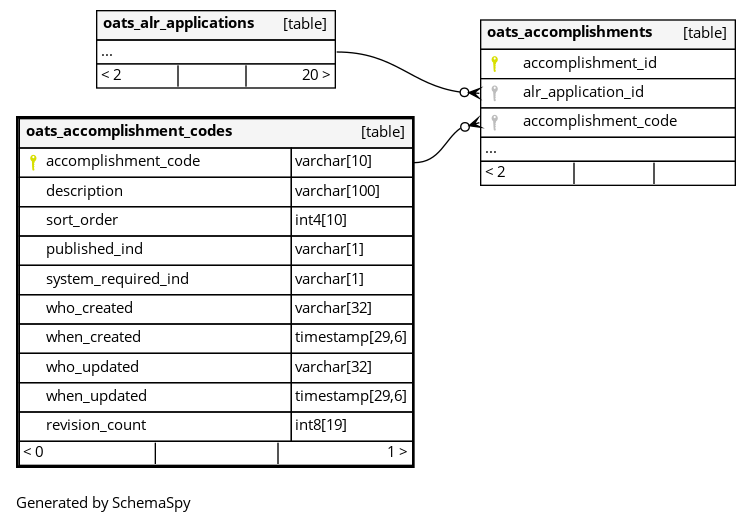 oats_alr_applications [table]
...
< 2 20 >
oats_accomplishments [table]
accomplishment_id
alr_application_id
accomplishment_code
...
< 2
oats_accomplishment_codes [table]
accomplishment_code varchar[10]
description varchar[100]
sort_order int4[10]
published_ind varchar[1]
system_required_ind varchar[1]
who_created varchar[32]
when_created timestamp[29,6]
who_updated varchar[32]
when_updated timestamp[29,6]
revision_count int8[19]
< 0 1 >
Generated by SchemaSpy